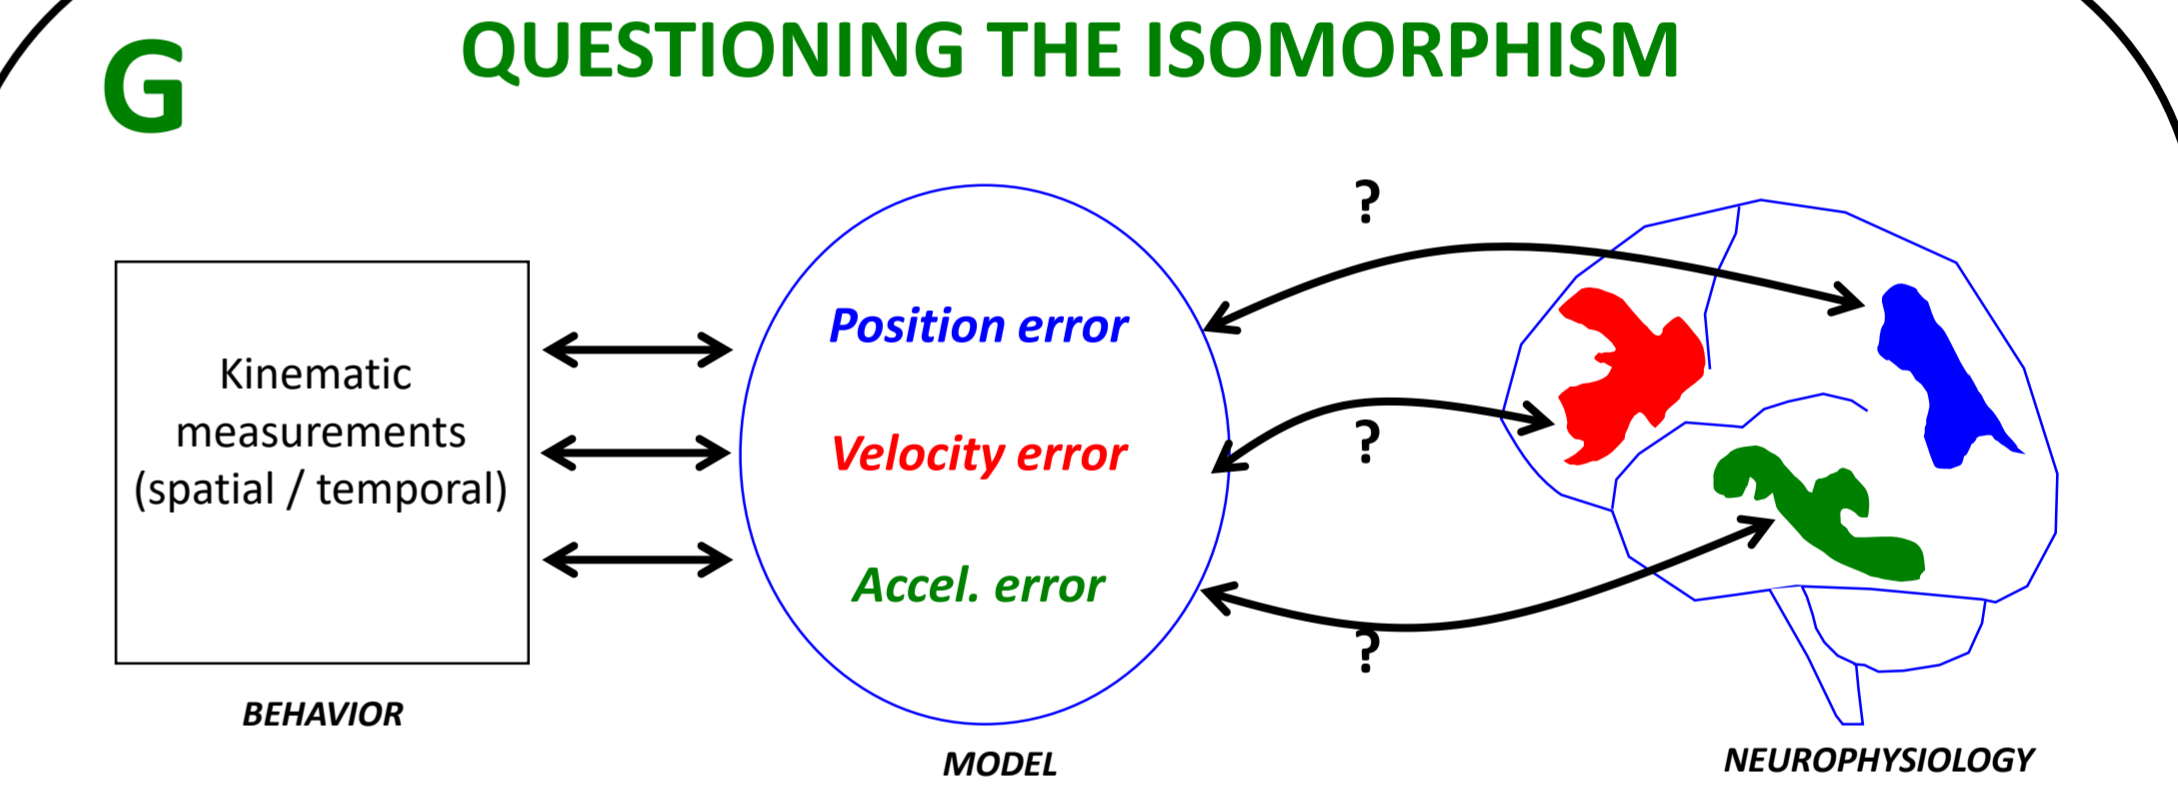 G
QUESTIONING THE ISOMORPHISM
?
Kinematic
measurements
(spatial / temporal)
Position error
Velocity error
Accel. error
?
?
BEHAVIOR
MODEL
NEUROPHYSIOLOGY